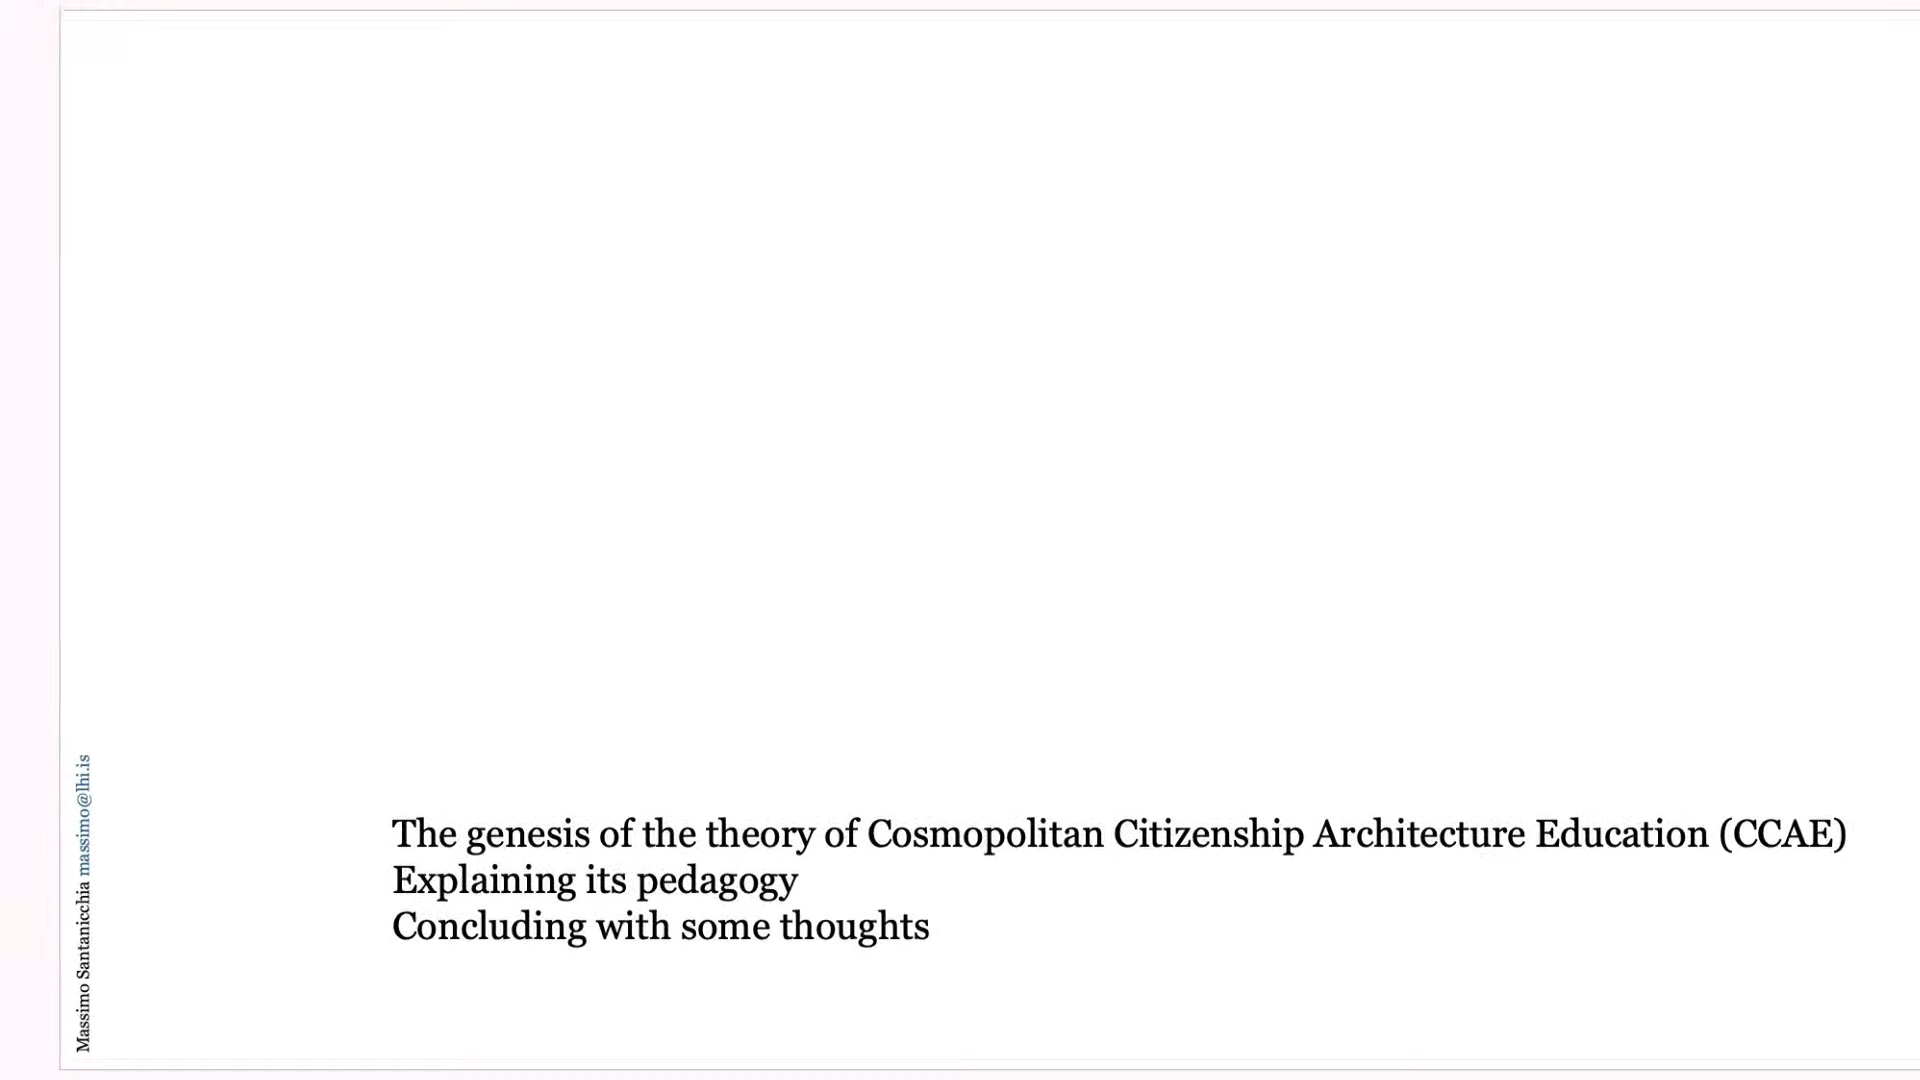 The genesis of the theory of Cosmopolitan Citizenship Architecture Education (CCAE)
Explaining its pedagogy
Concluding with some thoughts
Massimo Santanicchia massimo@lhi.is